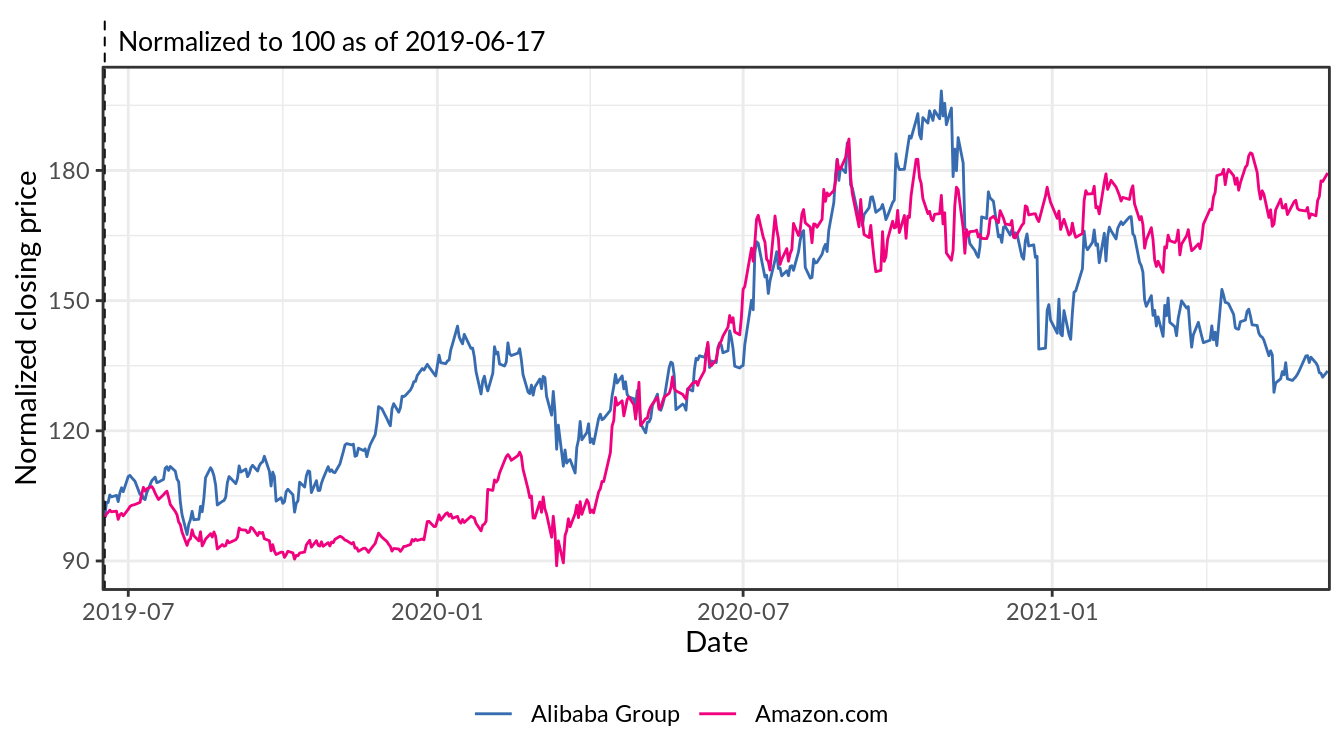 Normalized to 100 as of 2019-06-17
Normalized closing price
180
150
120
90
2019-07
2020-01
2020-07
2021-01
Date
Alibaba Group
Amazon.com